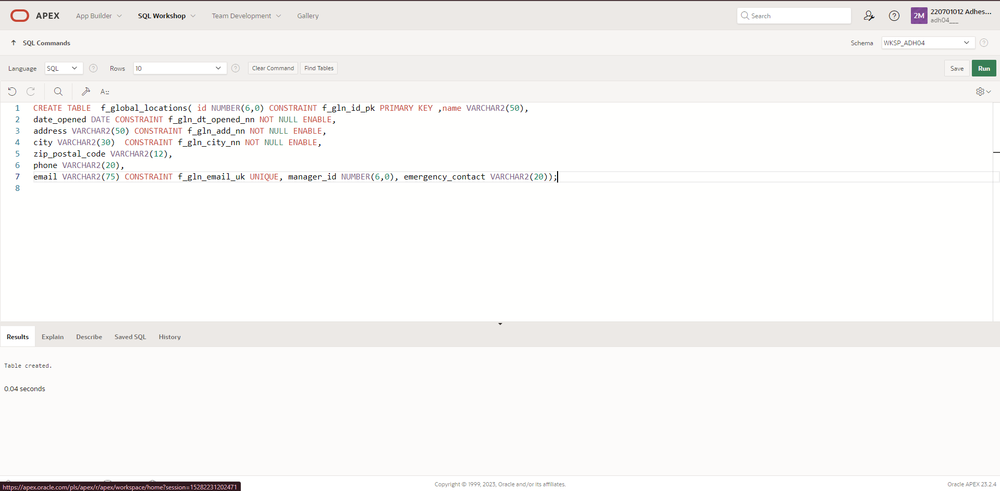 APEX App Builder SQL Workshop Team Development Gallery Search 2M 220701012 Adhes...
adh04___
SQL Commands Schema WKSP_ADH04
Language SQL Rows 10 Clear Command Find Tables Save Run
A::
1 CREATE TABLE  f_global_locations( id NUMBER(6,0) CONSTRAINT f_gln_id_pk PRIMARY KEY ,name VARCHAR2(50),
2 date_opened DATE CONSTRAINT f_gln_dt_opened_nn NOT NULL ENABLE,
3 address VARCHAR2(50) CONSTRAINT f_gln_add_nn NOT NULL ENABLE,
4 city VARCHAR2(30)  CONSTRAINT f_gln_city_nn NOT NULL ENABLE,
5 zip_postal_code VARCHAR2(12),
6 phone VARCHAR2(20),
7 email VARCHAR2(75) CONSTRAINT f_gln_email_uk UNIQUE, manager_id NUMBER(6,0), emergency_contact VARCHAR2(20));
8
Results Explain Describe Saved SQL History
Table created.
0.04 seconds
https://apex.oracle.com/pls/apex/r/apex/workspace/home?session=15282231202471 Copyright © 1999, 2023, Oracle and/or its affiliates. Oracle APEX 23.2.4